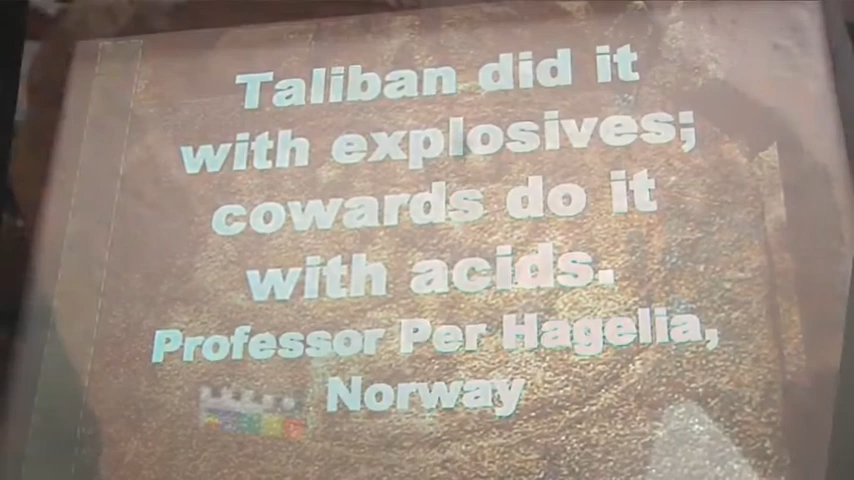 Taliban did it
with explosives;
cowards do it
with acids.
Professor Per Hagelia,
Norway